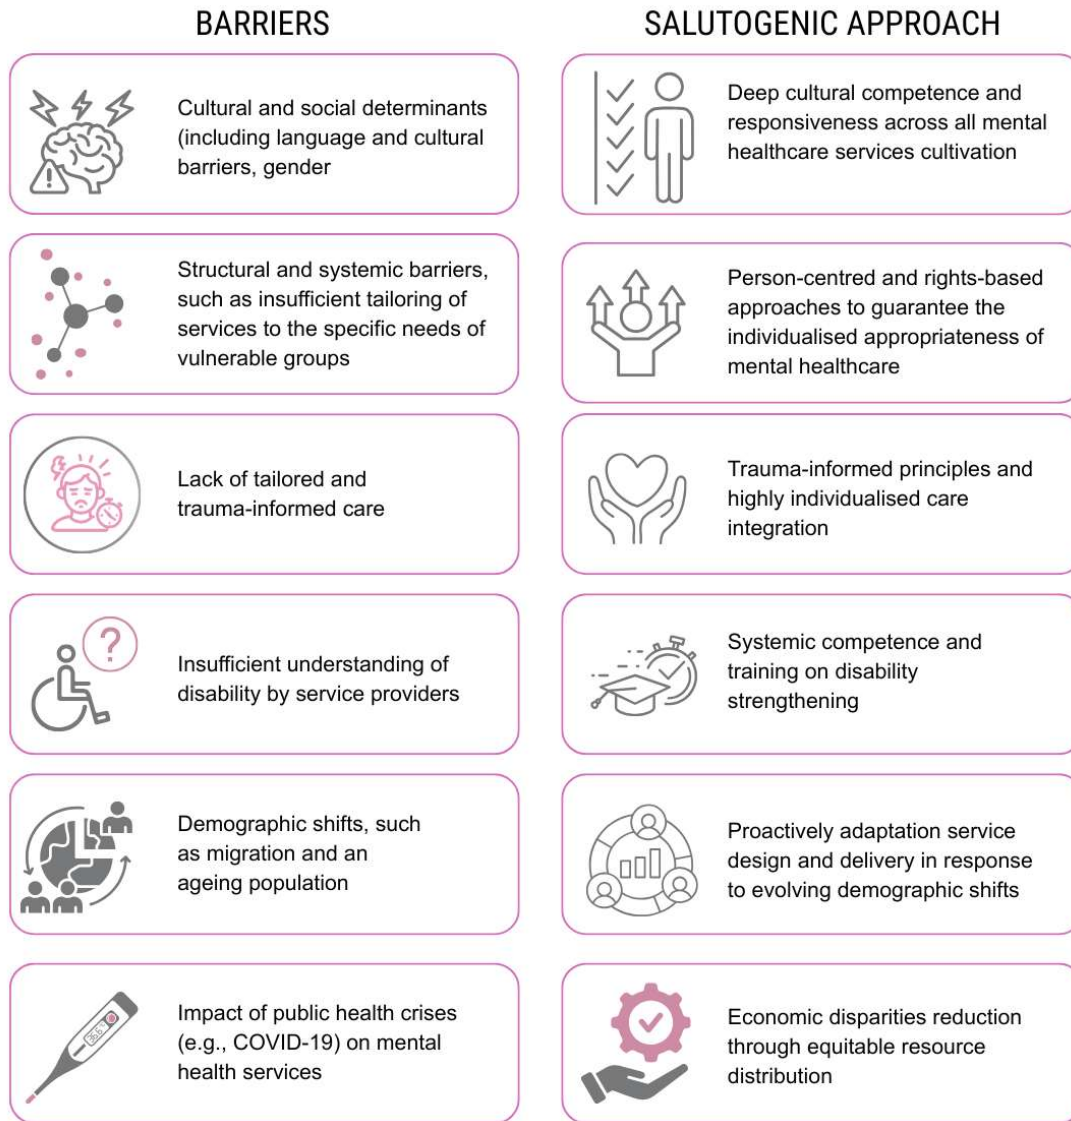 BARRIERS
SALUTOGENIC APPROACH
Cultural and social determinants
(including language and cultural
barriers, gender
Deep cultural competence and
responsiveness across all mental
healthcare services cultivation
Structural and systemic barriers,
such as insufficient tailoring of
services to the specific needs of
vulnerable groups
Person-centred and rights-based
approaches to guarantee the
individualised appropriateness of
mental healthcare
Lack of tailored and
trauma-informed care
Trauma-informed principles and
highly individualised care
integration
?
Insufficient understanding of
disability by service providers
Systemic competence and
training on disability
strengthening
Demographic shifts, such
as migration and an
ageing population
Proactively adaptation service
design and delivery in response
to evolving demographic shifts
36.6°C
Impact of public health crises
(e.g., COVID-19) on mental
health services
Economic disparities reduction
through equitable resource
distribution